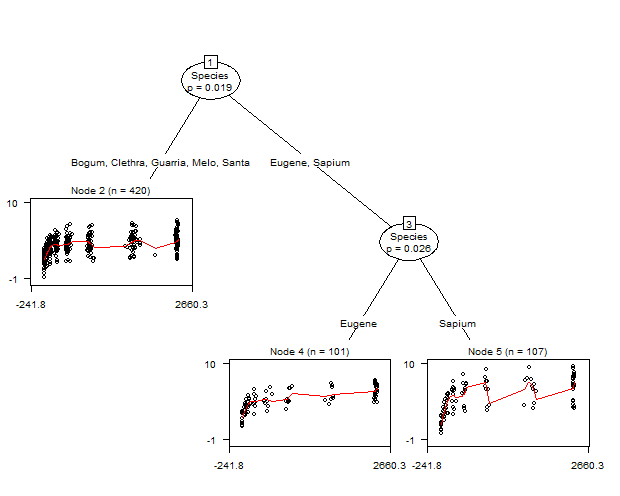 1
Species
p = 0.019
Bogum, Clethra, Guarria, Melo, Santa
Eugene, Sapium
Node 2 (n = 420)
10
-1
-241.8
2660.3
3
Species
p = 0.026
Eugene
Sapium
Node 4 (n = 101)
10
-1
-241.8
2660.3
Node 5 (n = 107)
10
-1
-241.8
2660.3